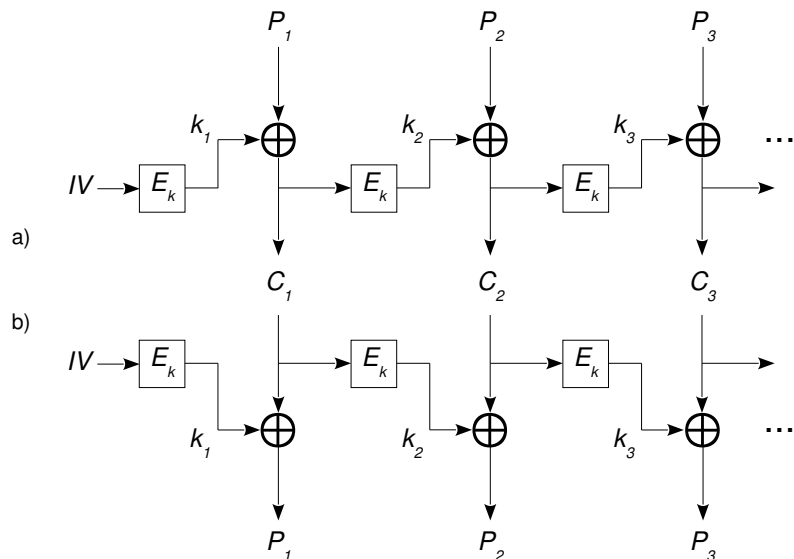 P1 P2 P3
k1 k2 k3 ...
IV Ek Ek Ek
a)
C1 C2 C3
b)
IV Ek Ek Ek
k1 k2 k3 ...
P1 P2 P3